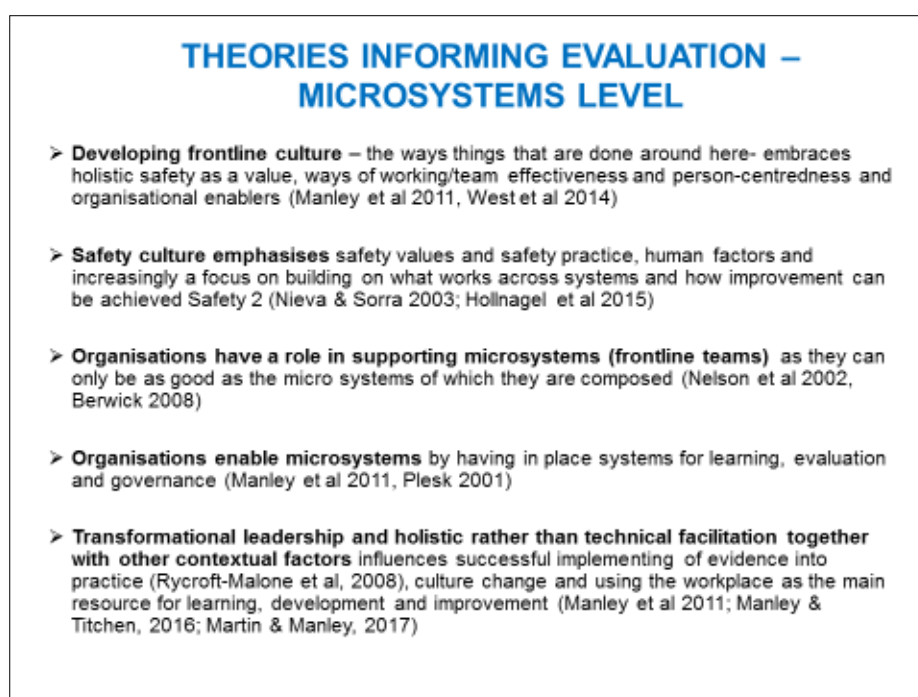 THEORIES INFORMING EVALUATION –
MICROSYSTEMS LEVEL
➢ Developing frontline culture – the ways things that are done around here- embraces
holistic safety as a value, ways of working/team effectiveness and person-centredness and
organisational enablers (Manley et al 2011, West et al 2014)
➢ Safety culture emphasises safety values and safety practice, human factors and
increasingly a focus on building on what works across systems and how improvement can
be achieved Safety 2 (Nieva & Sorra 2003; Hollnagel et al 2015)
➢ Organisations have a role in supporting microsystems (frontline teams) as they can
only be as good as the micro systems of which they are composed (Nelson et al 2002,
Berwick 2008)
➢ Organisations enable microsystems by having in place systems for learning, evaluation
and governance (Manley et al 2011, Plesk 2001)
➢ Transformational leadership and holistic rather than technical facilitation together
with other contextual factors influences successful implementing of evidence into
practice (Rycroft-Malone et al, 2008), culture change and using the workplace as the main
resource for learning, development and improvement (Manley et al 2011; Manley &
Titchen, 2016; Martin & Manley, 2017)